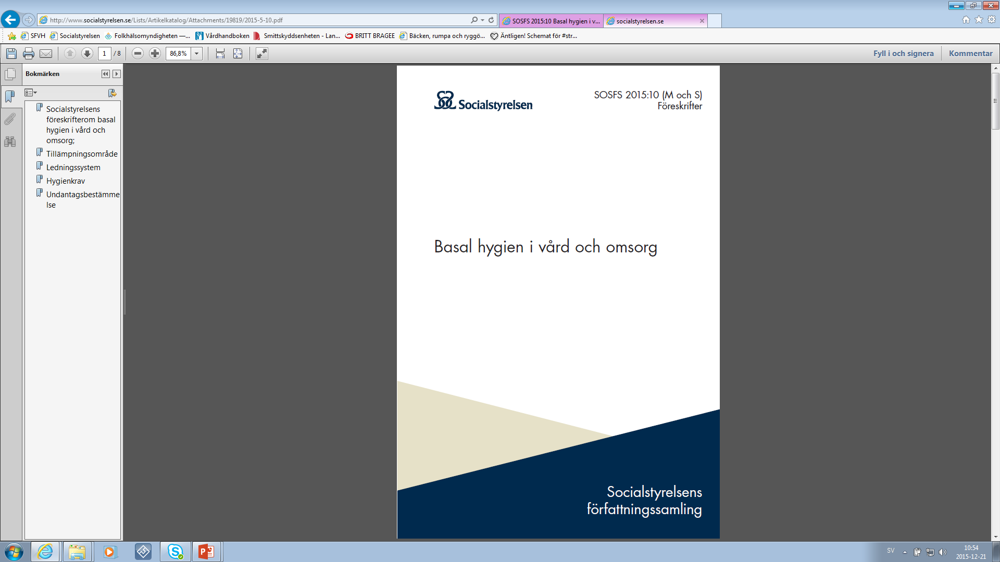 http://www.socialstyrelsen.se/Lists/Artikelkatalog/Attachments/19819/2015-5-10.pdf
SOSFS 2015:10 Basal hygien i v...
socialstyrelsen.se
SFVH
Socialstyrelsen
Folkhälsomyndigheten —...
Vårdhandboken
Smittskyddsenheten - Lan...
BRITT BRAGEE
Bäcken, rumpa och ryggö...
Äntligen! Schemat för #str...
1 / 8
86,8%
Fyll i och signera
Kommentar
Bokmärken
Socialstyrelsens
föreskrifterom basal
hygien i vård och
omsorg;
Tillämpningsområde
Ledningssystem
Hygienkrav
Undantagsbestämme
lse
Socialstyrelsen
SOSFS 2015:10 (M och S)
Föreskrifter
Basal hygien i vård och omsorg
Socialstyrelsens
författningssamling
SV
10:54
2015-12-21